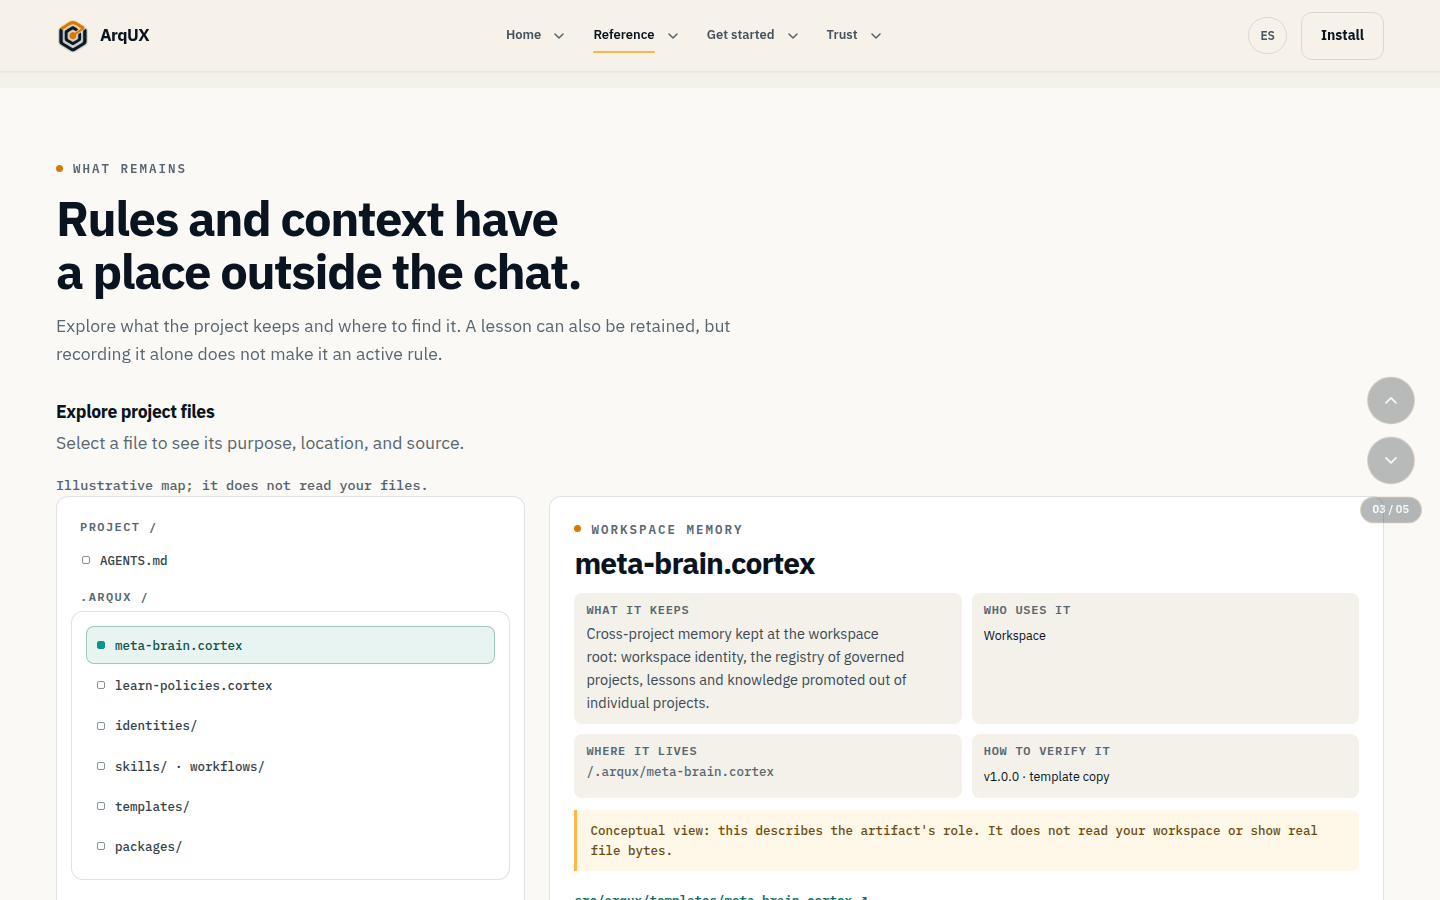 ArqUX
Home
Reference
Get started
Trust
ES
Install
WHAT REMAINS
Rules and context have
a place outside the chat.
Explore what the project keeps and where to find it. A lesson can also be retained, but
recording it alone does not make it an active rule.
Explore project files
Select a file to see its purpose, location, and source.
Illustrative map; it does not read your files.
PROJECT /
AGENTS.md
.ARQUX /
meta-brain.cortex
learn-policies.cortex
identities/
skills/ · workflows/
templates/
packages/
WORKSPACE MEMORY
meta-brain.cortex
WHAT IT KEEPS
Cross-project memory kept at the workspace
root: workspace identity, the registry of governed
projects, lessons and knowledge promoted out of
individual projects.
WHO USES IT
Workspace
WHERE IT LIVES
/.arqux/meta-brain.cortex
HOW TO VERIFY IT
v1.0.0 · template copy
Conceptual view: this describes the artifact's role. It does not read your workspace or show real
file bytes.
src/arqux/templates/meta-brain.cortex ↗
03 / 05